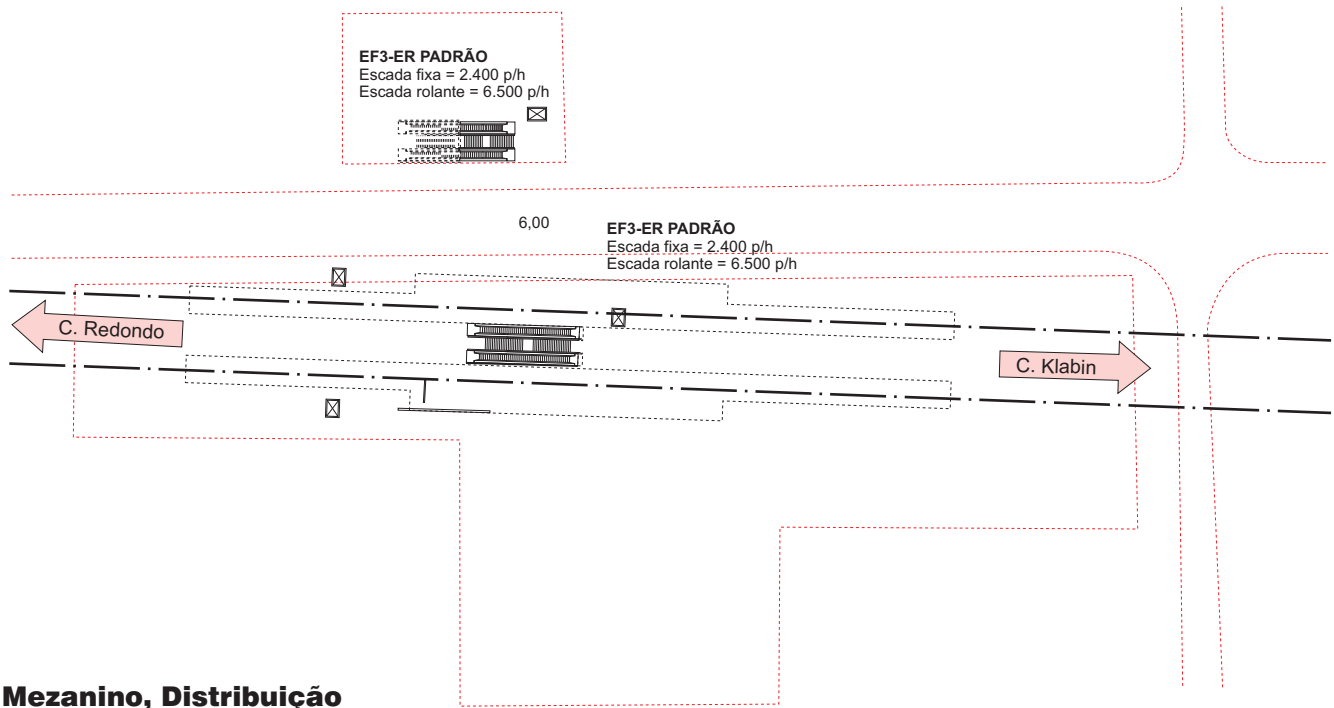 EF3-ER PADRÃO
Escada fixa = 2.400 p/h
Escada rolante = 6.500 p/h
6,00
EF3-ER PADRÃO
Escada fixa = 2.400 p/h
Escada rolante = 6.500 p/h
C. Redondo
C. Klabin
Mezanino, Distribuição